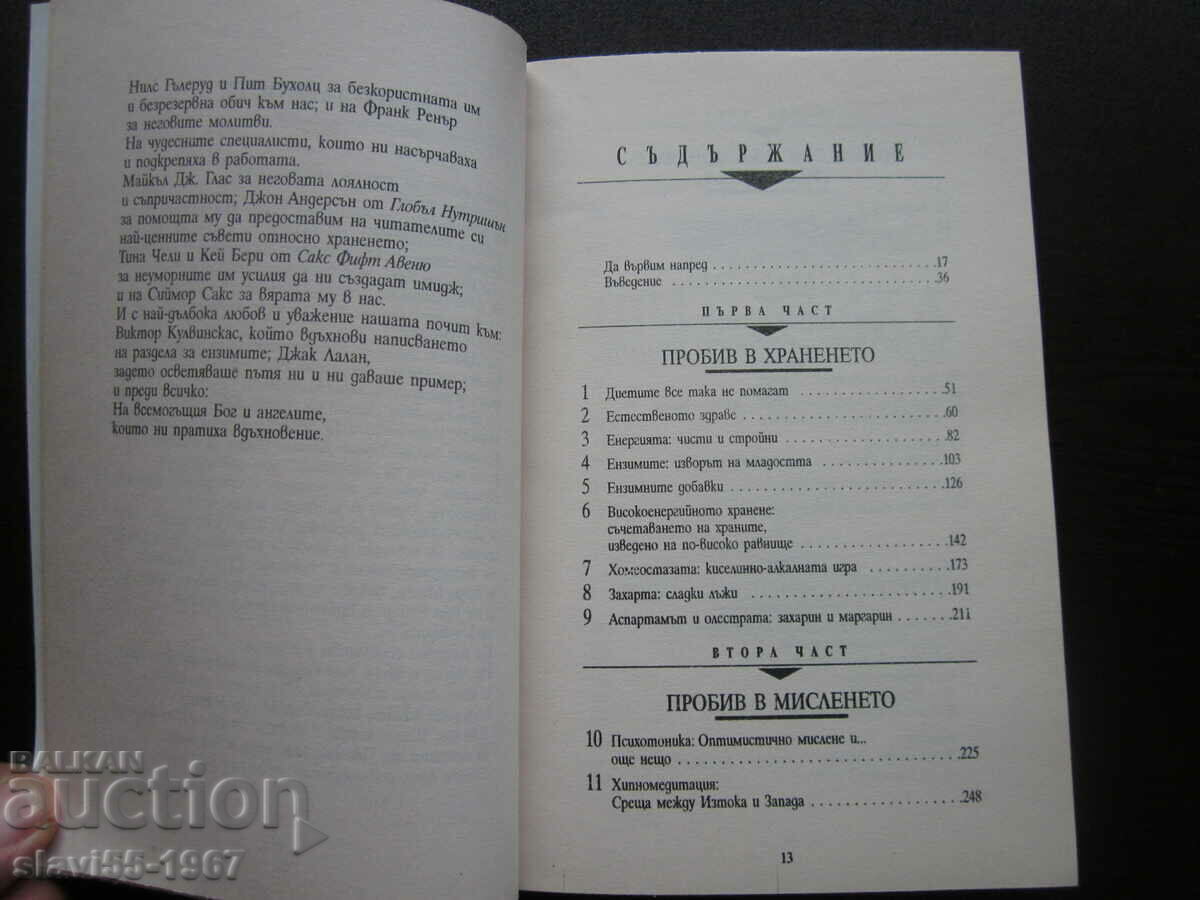 Нилс Гълеруд и Пит Бухолц за безкористната им
и безрезервна обич към нас; и на Франк Ренър
за неговите молитви.
На чудесните специалисти, които ни насърчаваха
и подкрепяха в работата.
Майкъл Дж. Глас за неговата лоялност
и съпричастност; Джон Андерсън от Глобъл Нутришън
за помощта му да предоставим на читателите си
най-ценните съвети относно храненето;
Тина Чели и Кей Бери от Сакс Фифт Авеню
за неуморните им усилия да ни създадат имидж;
и на Сиймор Сакс за вярата му в нас.
И с най-дълбока любов и уважение нашата почит към:
Виктор Кулвинскас, който вдъхнови написването
на раздела за ензимите; Джак Лалан,
задето осветяваше пътя ни и ни даваше пример;
и преди всичко:
На всемогъщия Бог и ангелите,
които ни пратиха вдъхновение.
СЪДЪРЖАНИЕ
Да вървим напред . . . . . . . . . . . . . . . . . . . . . . .17
Въведение . . . . . . . . . . . . . . . . . . . . . . . . . . . .36
ПЪРВА ЧАСТ
ПРОБИВ В ХРАНЕНЕТО
1 Диетите все така не помагат . . . . . . . . . . . . . . .51
2 Естественото здраве . . . . . . . . . . . . . . . . . . . .60
3 Енергията: чисти и стройни . . . . . . . . . . . . . . . .82
4 Ензимите: изворът на младостта . . . . . . . . . . . . .103
5 Ензимните добавки . . . . . . . . . . . . . . . . . . . . .126
6 Високоенергийното хранене:
съчетаването на храните,
изведено на по-високо равнище . . . . . . . . . . . . . .142
7 Хомеостазата: киселинно-алкалната игра . . . . . . . . .173
8 Захарта: сладки лъжи . . . . . . . . . . . . . . . . . . . .191
9 Аспартамът и олестрата: захарин и маргарин . . . . . .211
ВТОРА ЧАСТ
ПРОБИВ В МИСЛЕНЕТО
10 Психотоника: Оптимистично мислене и...
още нещо . . . . . . . . . . . . . . . . . . . . . . . . . . . .225
11 Хипномедитация:
Среща между Изтока и Запада . . . . . . . . . . . . . . .248
13
BALKAN
auction
slavi55-1967